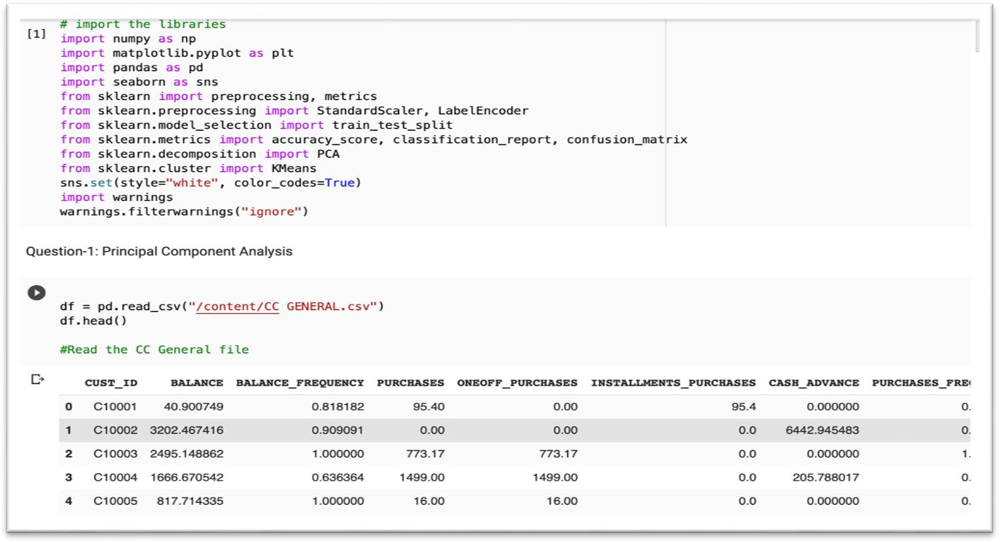 [1] # import the libraries
import numpy as np
import matplotlib.pyplot as plt
import pandas as pd
import seaborn as sns
from sklearn import preprocessing, metrics
from sklearn.preprocessing import StandardScaler, LabelEncoder
from sklearn.model_selection import train_test_split
from sklearn.metrics import accuracy_score, classification_report, confusion_matrix
from sklearn.decomposition import PCA
from sklearn.cluster import KMeans
sns.set(style="white", color_codes=True)
import warnings
warnings.filterwarnings("ignore")
Question-1: Principal Component Analysis
df = pd.read_csv("/content/CC GENERAL.csv")
df.head()
#Read the CC General file
CUST_ID BALANCE BALANCE_FREQUENCY PURCHASES ONEOFF_PURCHASES INSTALLMENTS_PURCHASES CASH_ADVANCE PURCHASES_FRE
0 C10001 40.900749 0.818182 95.40 0.00 95.4 0.000000 0.
1 C10002 3202.467416 0.909091 0.00 0.00 0.0 6442.945483 0.
2 C10003 2495.148862 1.000000 773.17 773.17 0.0 0.000000 1.
3 C10004 1666.670542 0.636364 1499.00 1499.00 0.0 205.788017 0.
4 C10005 817.714335 1.000000 16.00 16.00 0.0 0.000000 0.